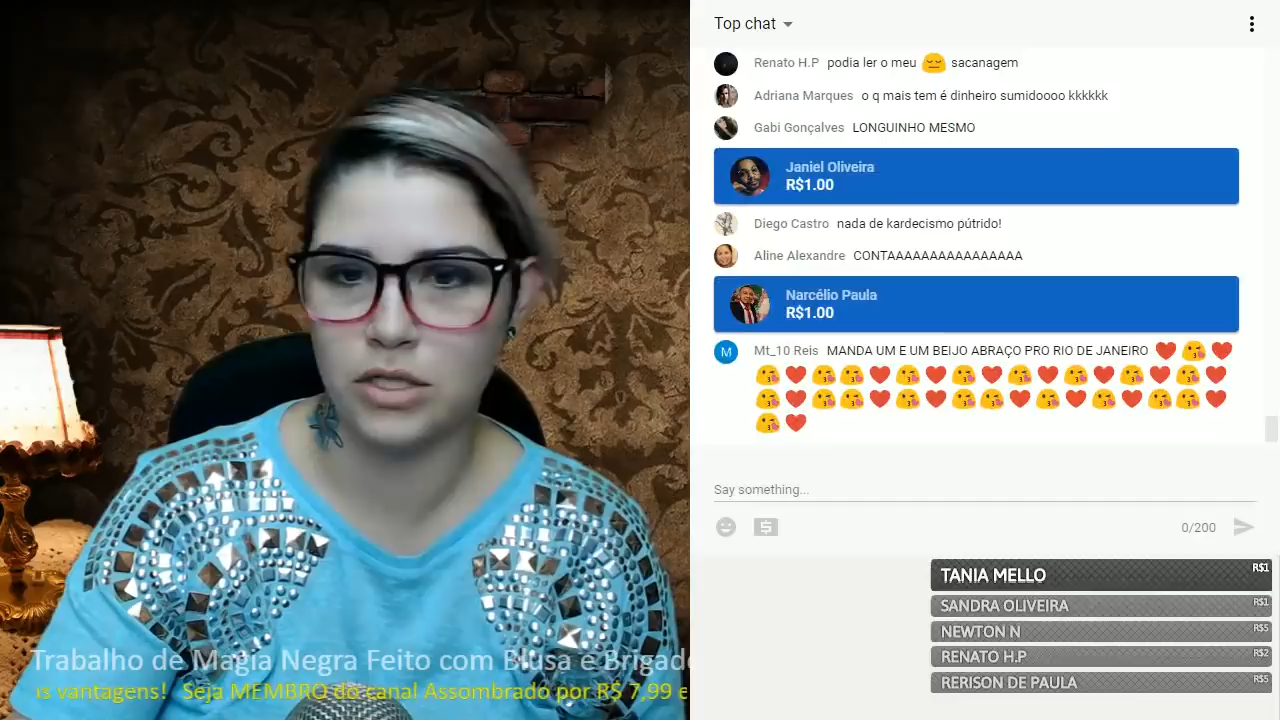 Top chat
Renato H.P podia ler o meu 😔 sacanagem
Adriana Marques o q mais tem é dinheiro sumidoooo kkkkkk
Gabi Gonçalves LONGUINHO MESMO
Janiel Oliveira
R$1.00
Diego Castro nada de kardecismo pútrido!
Aline Alexandre CONTAAAAAAAAAAAAAAAA
Narcélio Paula
R$1.00
M Mt_10 Reis MANDA UM E UM BEIJO ABRAÇO PRO RIO DE JANEIRO ❤️ 😘 ❤️
😘 ❤️ 😘 😘 ❤️ 😘 ❤️ 😘 ❤️ 😘 ❤️ 😘 ❤️ 😘 ❤️ 😘 ❤️
😘 ❤️ 😘 😘 ❤️ 😘 ❤️ 😘 😘 ❤️ 😘 ❤️ 😘 ❤️ 😘 😘 ❤️
😘 ❤️
Say something...
0/200
TANIA MELLO R$1
SANDRA OLIVEIRA R$1
NEWTON N R$5
RENATO H.P R$2
RERISON DE PAULA R$5
Trabalho de Magia Negra Feito com Blusa e Brigade
vantagens! Seja MEMBRO do canal Assombrado por R$ 7,99 e